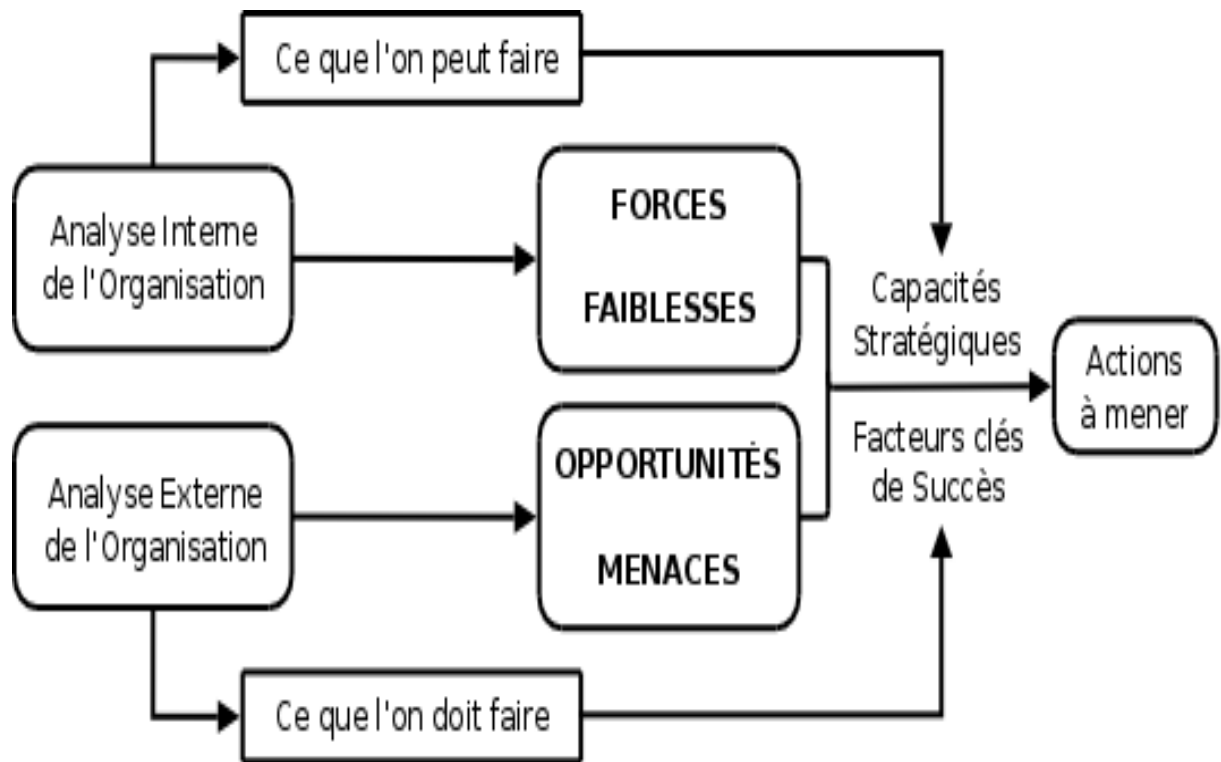 Ce que l'on peut faire
Analyse Interne
de l'Organisation
FORCES
FAIBLESSES
Capacités
Stratégiques
Actions
à mener
Facteurs clés
de Succès
Analyse Externe
de l'Organisation
OPPORTUNITÉS
MENACES
Ce que l'on doit faire